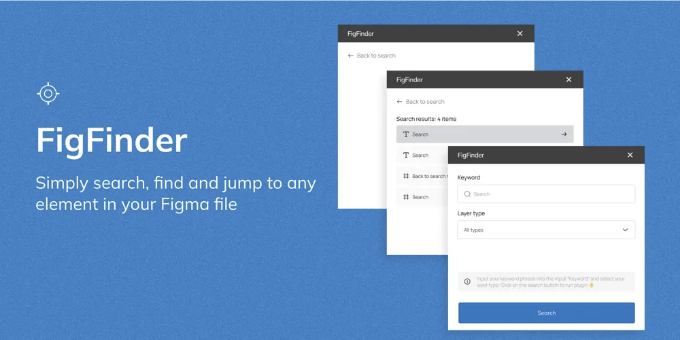 FigFinder
Simply search, find and jump to any
element in your Figma file
FigFinder
Back to search
FigFinder
Back to search
Search results: 4 items
Search
Search
Back to search
Search
FigFinder
Keyword
Search
Layer type
All types
Input your keyword phrases into the input "Keyword" and select your
layer type. Click on the search button to run plugin 👌
Search